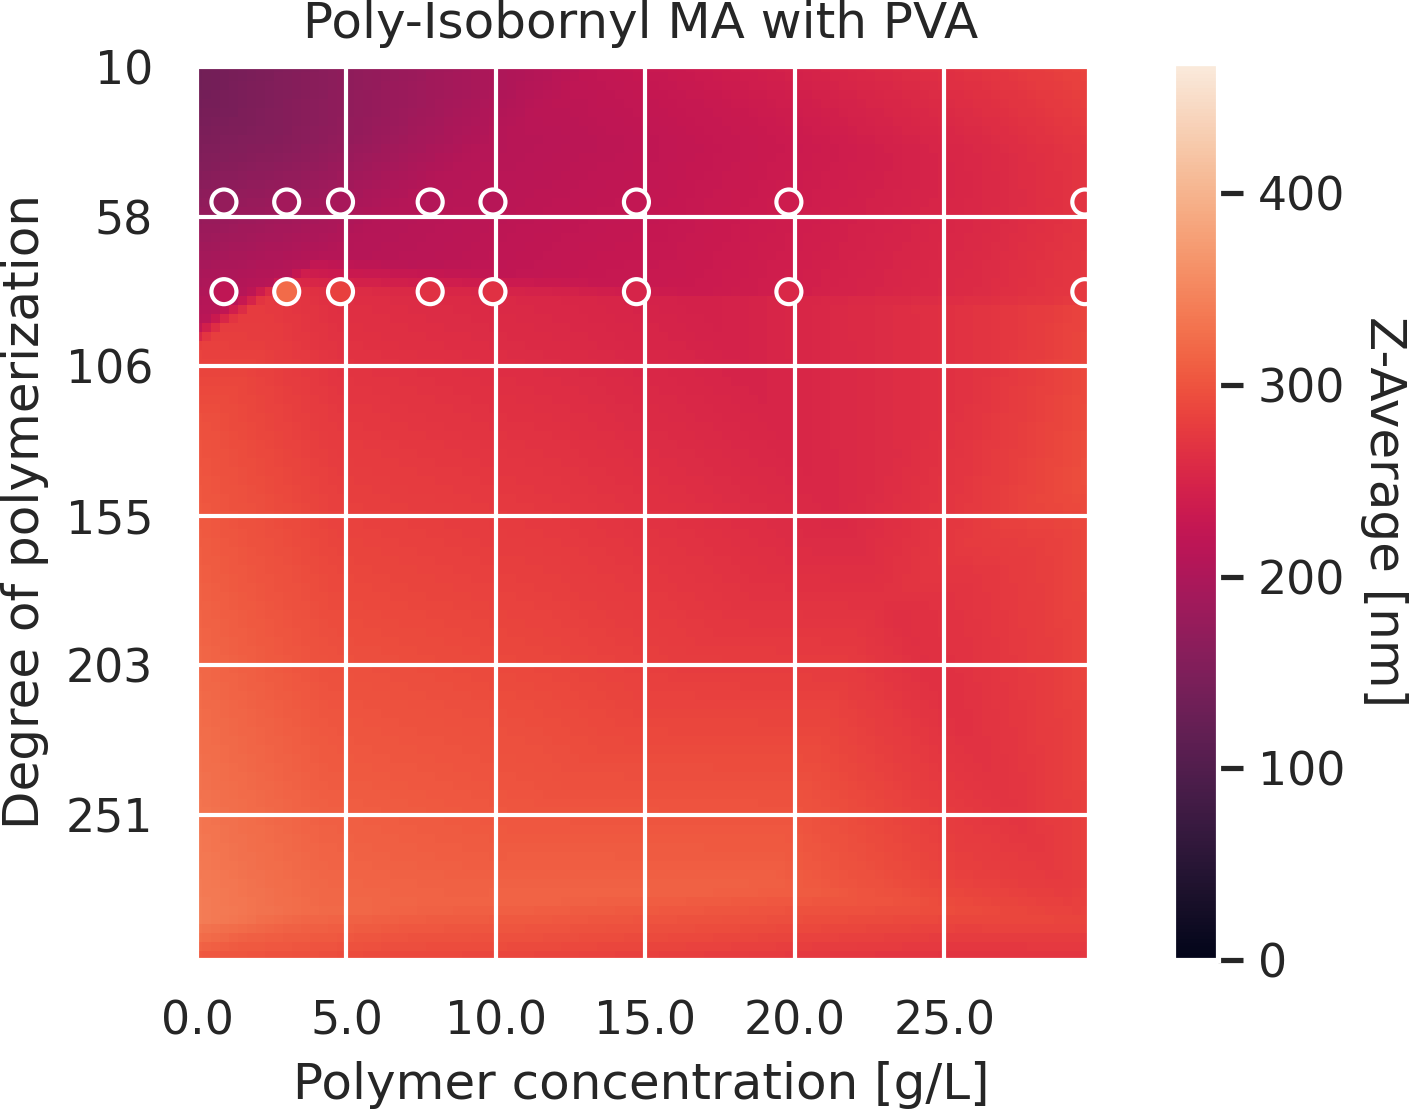 Poly-Isobornyl MA with PVA
10
58
106
155
203
251
Degree of polymerization
0.0 5.0 10.0 15.0 20.0 25.0
Polymer concentration [g/L]
400
300
200
100
0
Z-Average [nm]